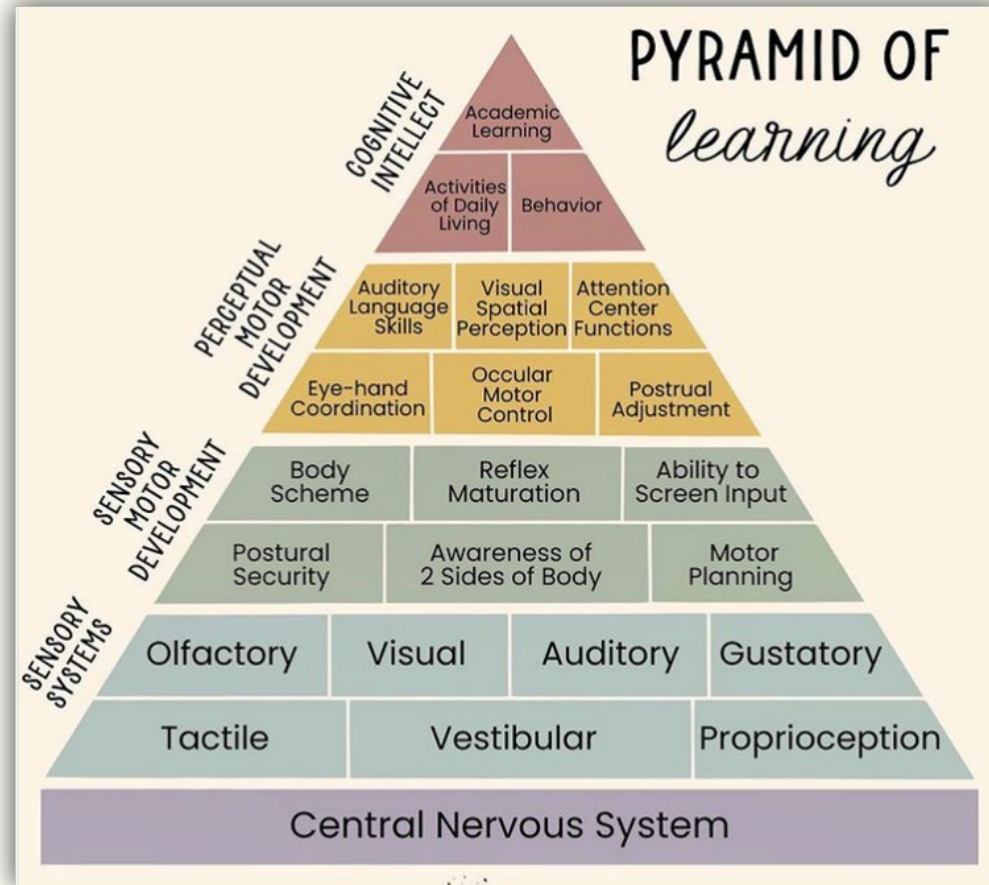 PYRAMID OF
learning
COGNITIVE
INTELLECT
Academic
Learning
Activities
of Daily
Living
Behavior
PERCEPTUAL
MOTOR
DEVELOPMENT
Auditory
Language
Skills
Visual
Spatial
Perception
Attention
Center
Functions
Eye-hand
Coordination
Occular
Motor
Control
Postrual
Adjustment
SENSORY
MOTOR
DEVELOPMENT
Body
Scheme
Reflex
Maturation
Ability to
Screen Input
Postural
Security
Awareness of
2 Sides of Body
Motor
Planning
SENSORY
SYSTEMS
Olfactory
Visual
Auditory
Gustatory
Tactile
Vestibular
Proprioception
Central Nervous System